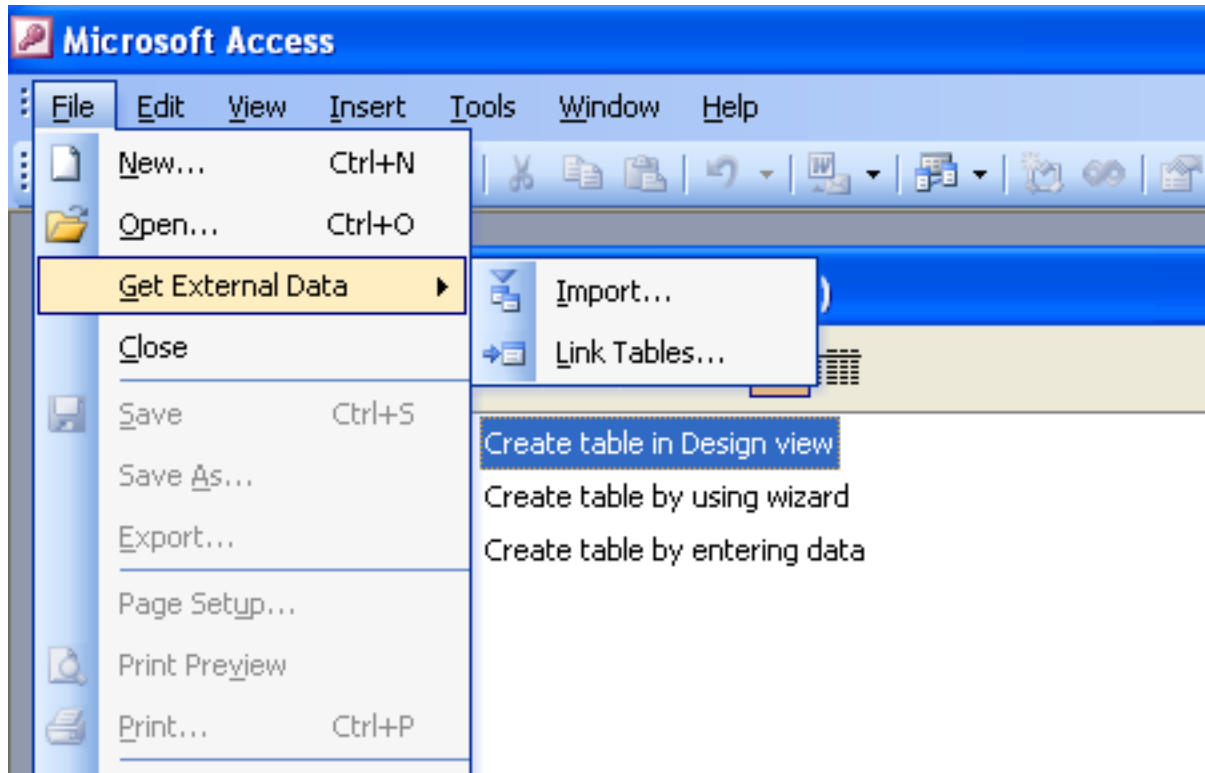 Microsoft Access
File Edit View Insert Tools Window Help
New... Ctrl+N
Open... Ctrl+O
Get External Data
Import...
Link Tables...
)
Close
Save Ctrl+S
Save As...
Export...
Page Setup...
Print Preview
Print... Ctrl+P
Create table in Design view
Create table by using wizard
Create table by entering data